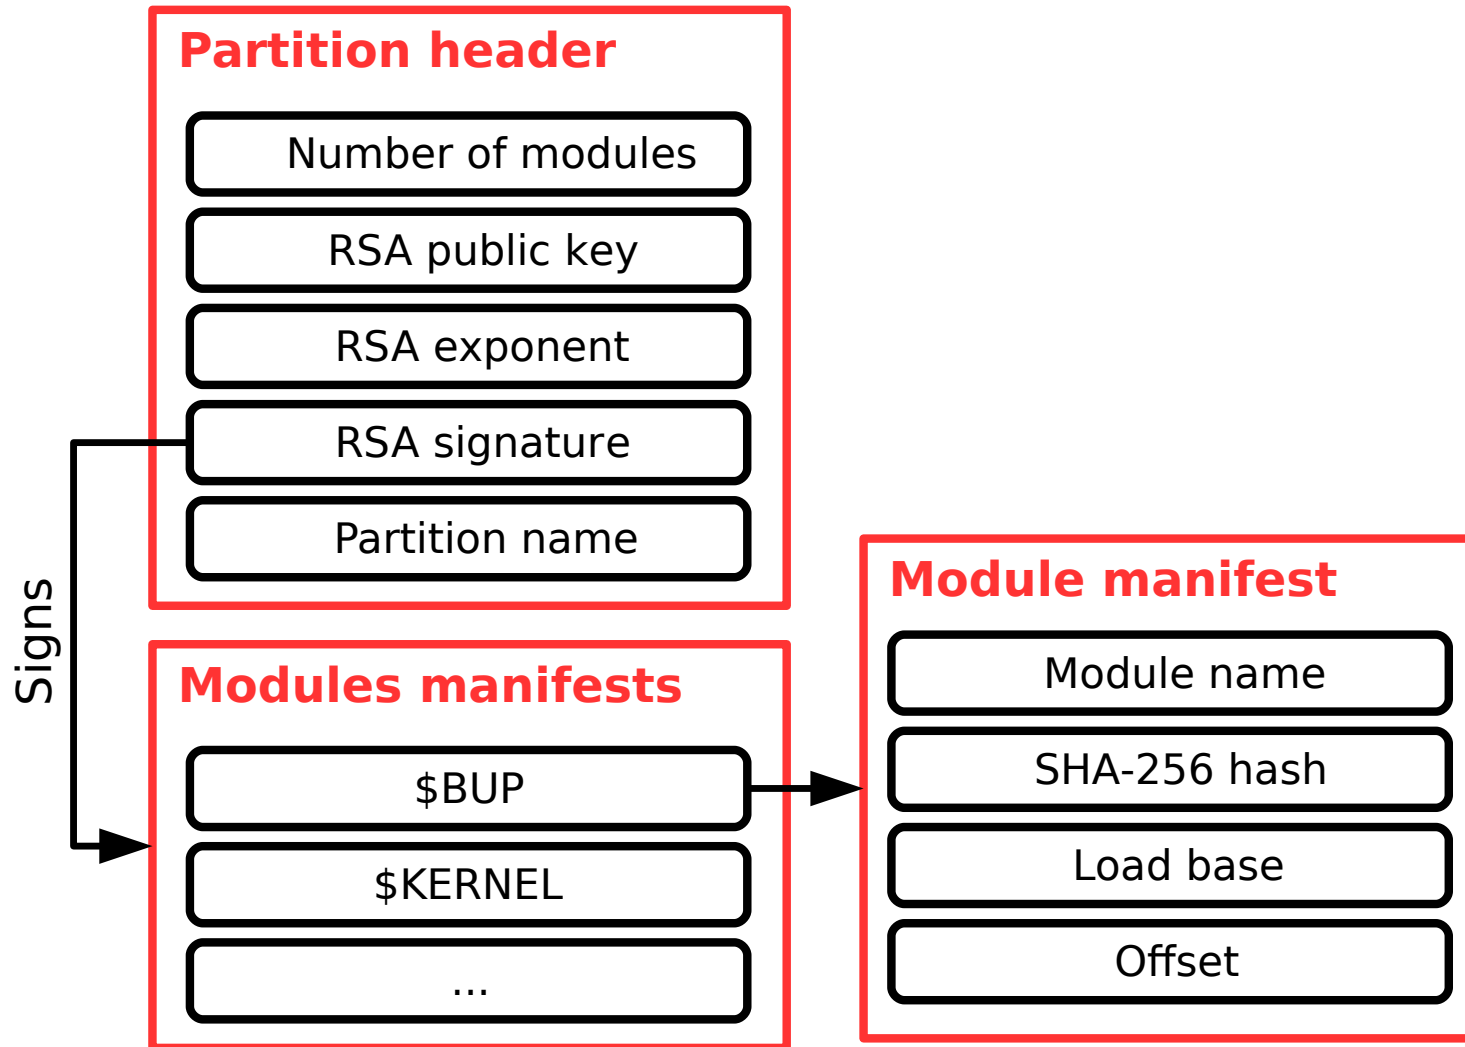 Partition header
Number of modules
RSA public key
RSA exponent
RSA signature
Partition name
Signs
Modules manifests
$BUP
$KERNEL
...
Module manifest
Module name
SHA-256 hash
Load base
Offset